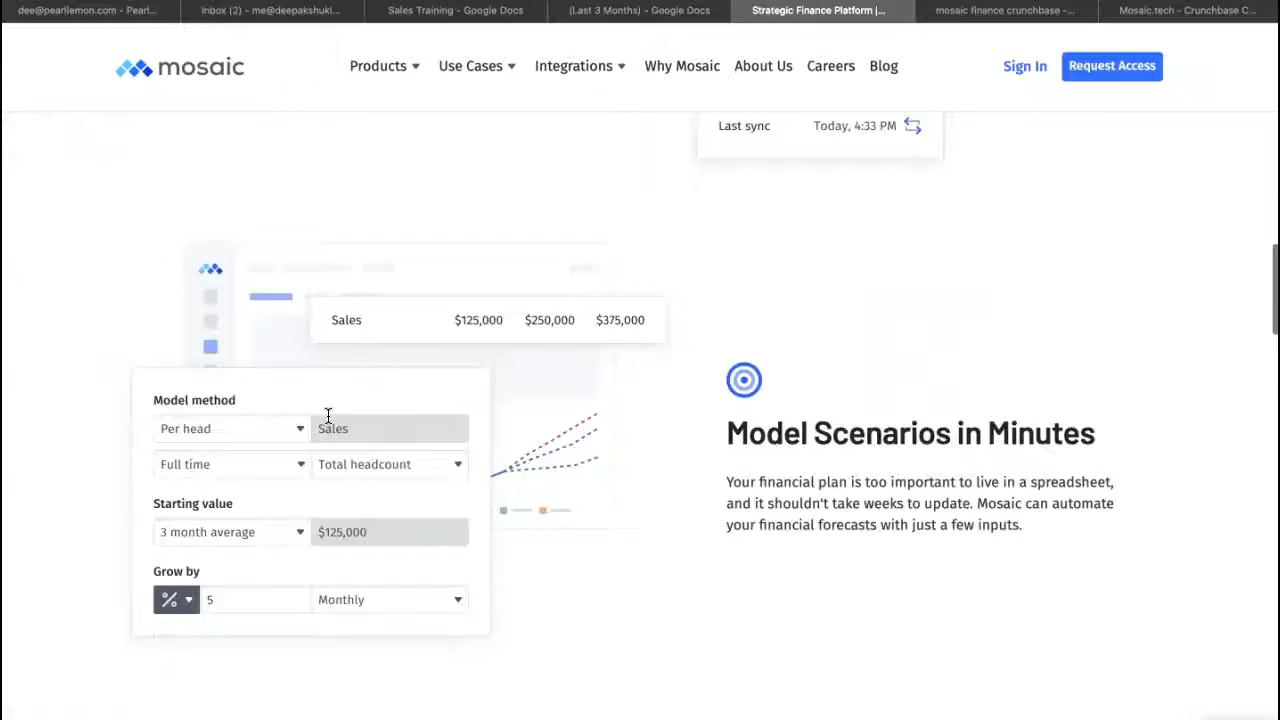 dee@pearllemon.com - Pearl...
Inbox (2) - me@deepakshukl...
Sales Training - Google Docs
(Last 3 Months) - Google Docs
Strategic Finance Platform |...
mosaic finance crunchbase -...
Mosaic.tech - Crunchbase C...
mosaic
Products
Use Cases
Integrations
Why Mosaic
About Us
Careers
Blog
Sign In
Request Access
Last sync
Today, 4:33 PM
Sales $125,000 $250,000 $375,000
Model method
Per head
Sales
Full time
Total headcount
Starting value
3 month average
$125,000
Grow by
%
5
Monthly
Model Scenarios in Minutes
Your financial plan is too important to live in a spreadsheet,
and it shouldn't take weeks to update. Mosaic can automate
your financial forecasts with just a few inputs.